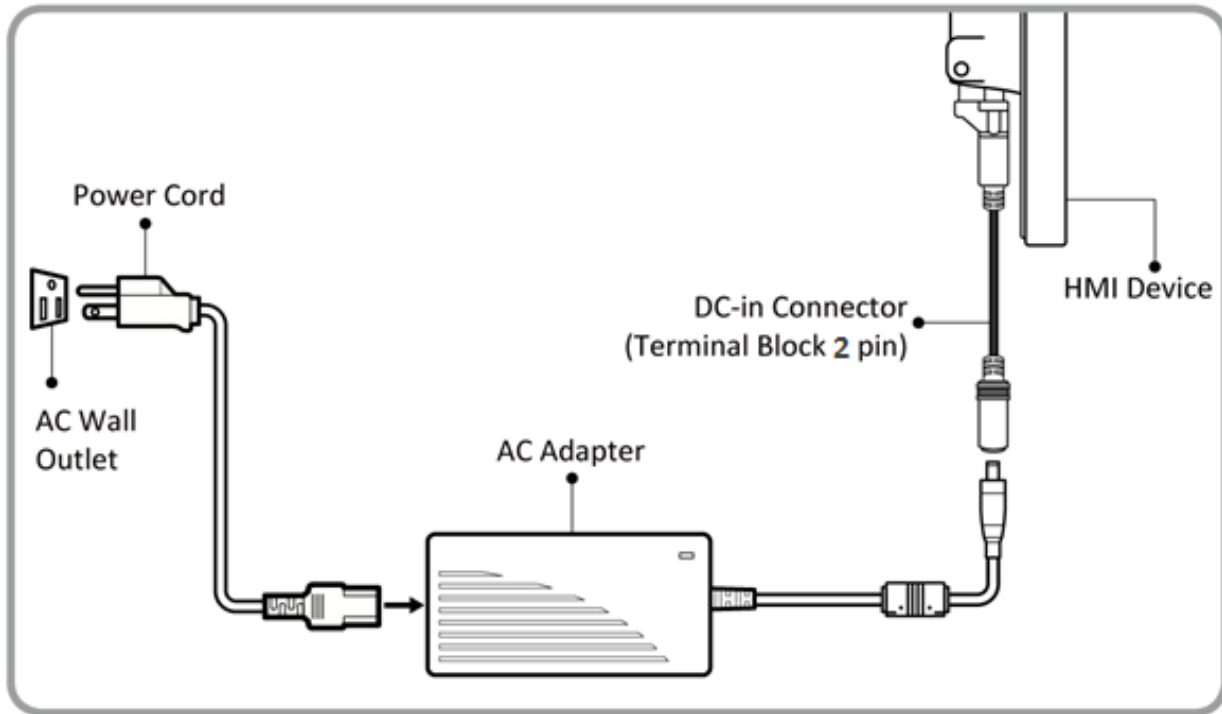 Power Cord
AC Wall
Outlet
AC Adapter
DC-in Connector
(Terminal Block 2 pin)
HMI Device